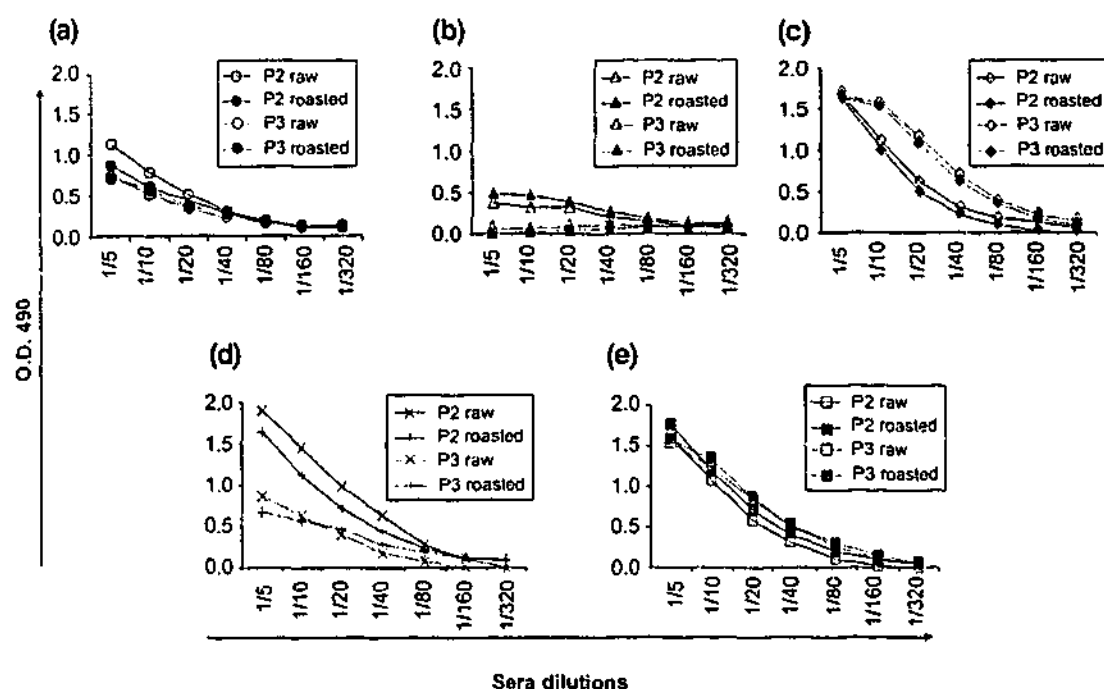 (a)
2.0
1.5
1.0
0.5
0.0
1/5
1/10
1/20
1/40
1/80
1/160
1/320
P2 raw
P2 roasted
P3 raw
P3 roasted
(b)
2.0
1.5
1.0
0.5
0.0
1/5
1/10
1/20
1/40
1/80
1/160
1/320
P2 raw
P2 roasted
P3 raw
P3 roasted
(c)
2.0
1.5
1.0
0.5
0.0
1/5
1/10
1/20
1/40
1/80
1/160
1/320
P2 raw
P2 roasted
P3 raw
P3 roasted
O.D. 490
(d)
2.0
1.5
1.0
0.5
0.0
1/5
1/10
1/20
1/40
1/80
1/160
1/320
P2 raw
P2 roasted
P3 raw
P3 roasted
(e)
2.0
1.5
1.0
0.5
0.0
1/5
1/10
1/20
1/40
1/80
1/160
1/320
P2 raw
P2 roasted
P3 raw
P3 roasted
Sera dilutions